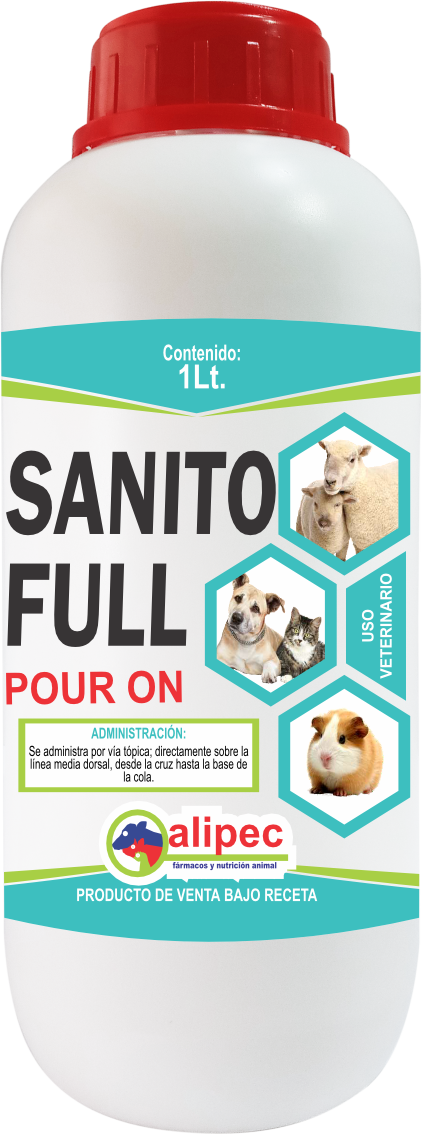 Contenido:
1Lt.
SANITO
FULL
POUR ON
USO
VETERINARIO
ADMINISTRACIÓN:
Se administra por vía tópica; directamente sobre la
línea media dorsal, desde la cruz hasta la base de
la cola.
alipec
fármacos y nutrición animal
PRODUCTO DE VENTA BAJO RECETA